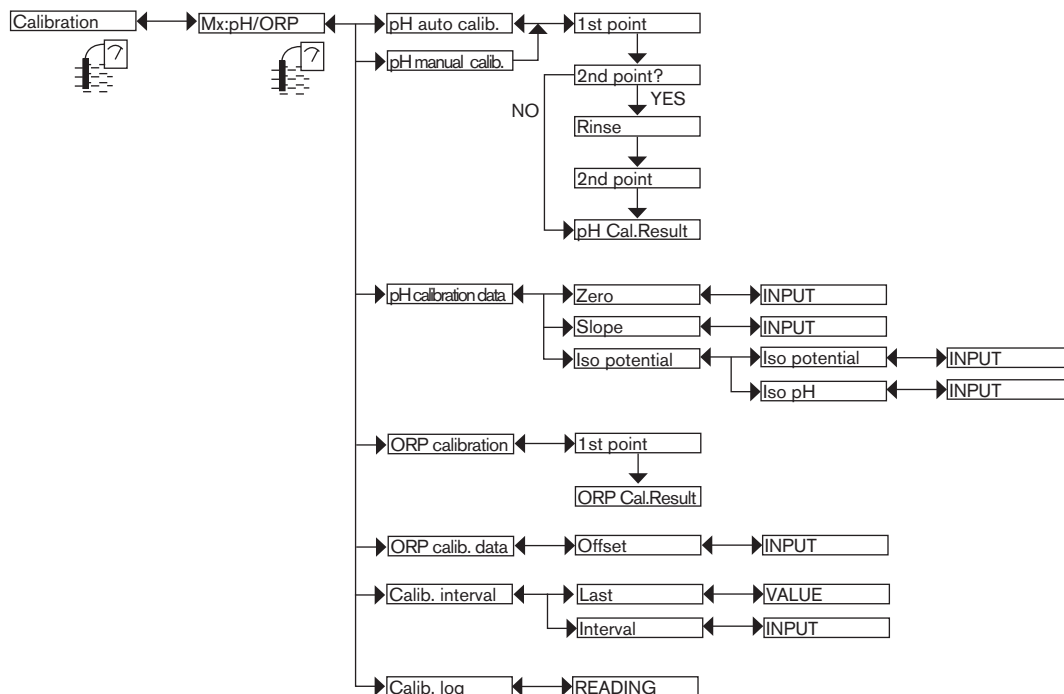 Calibration
Mx:pH/ORP
pH auto calib.
1st point
pH manual calib.
2nd point?
NO
YES
Rinse
2nd point
pH Cal.Result
pH calibration data
Zero
INPUT
Slope
INPUT
Iso potential
Iso potential
INPUT
Iso pH
INPUT
ORP calibration
1st point
ORP Cal.Result
ORP calib. data
Offset
INPUT
Calib. interval
Last
VALUE
Interval
INPUT
Calib. log
READING